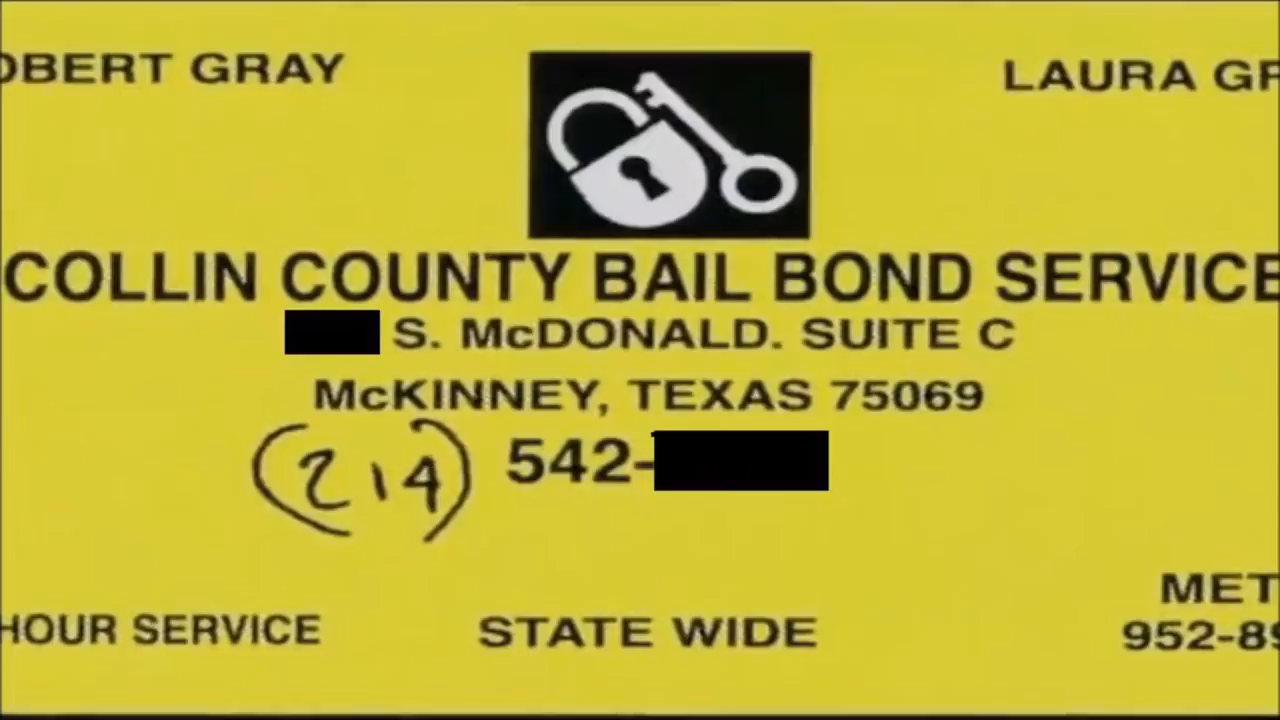 OBERT GRAY
LAURA GR
COLLIN COUNTY BAIL BOND SERVICE
S. McDONALD. SUITE C
McKINNEY, TEXAS 75069
(214) 542-
HOUR SERVICE
STATE WIDE
MET
952-89